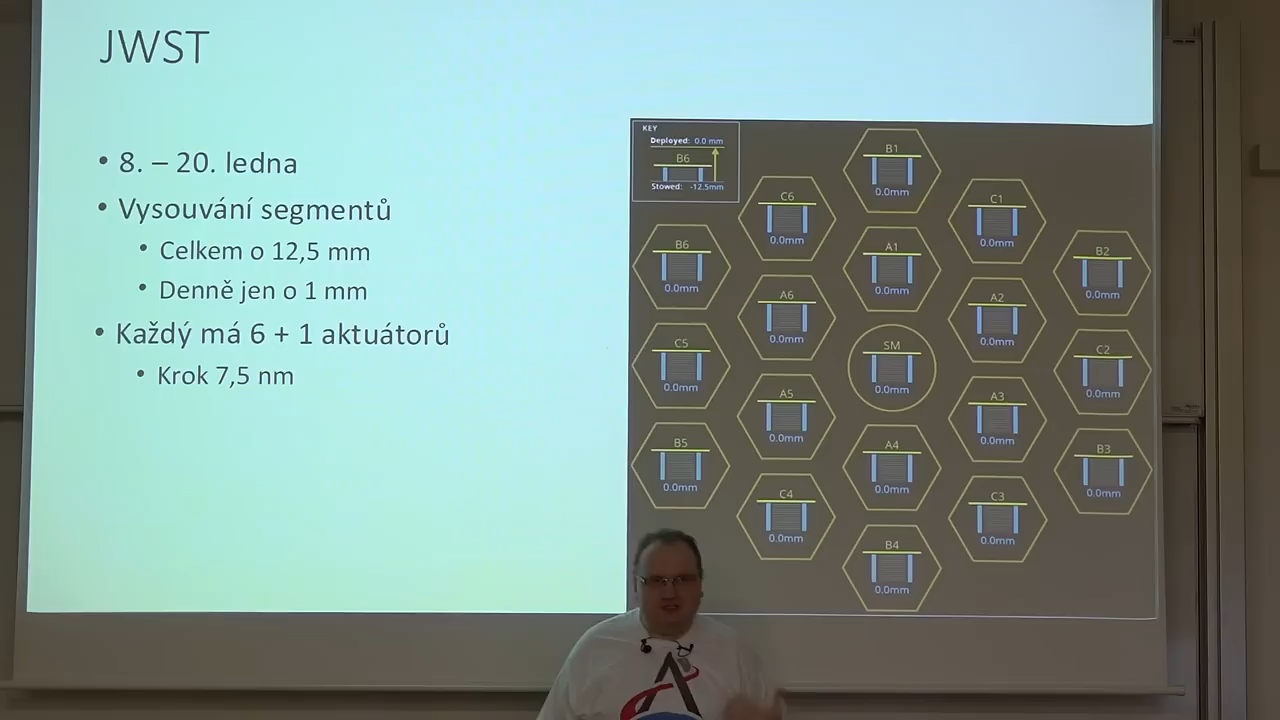 JWST
• 8. – 20. ledna
• Vysouvání segmentů
• Celkem o 12,5 mm
• Denně jen o 1 mm
• Každý má 6 + 1 aktuátorů
• Krok 7,5 nm
KEY
Deployed: 0.0 mm
B6
Stowed: -12.5mm
B1
0.0mm
C6
0.0mm
C1
0.0mm
B6
0.0mm
A1
0.0mm
B2
0.0mm
A6
0.0mm
A2
0.0mm
C5
0.0mm
SM
0.0mm
C2
0.0mm
A5
0.0mm
A3
0.0mm
B5
0.0mm
A4
0.0mm
B3
0.0mm
C4
0.0mm
C3
0.0mm
B4
0.0mm